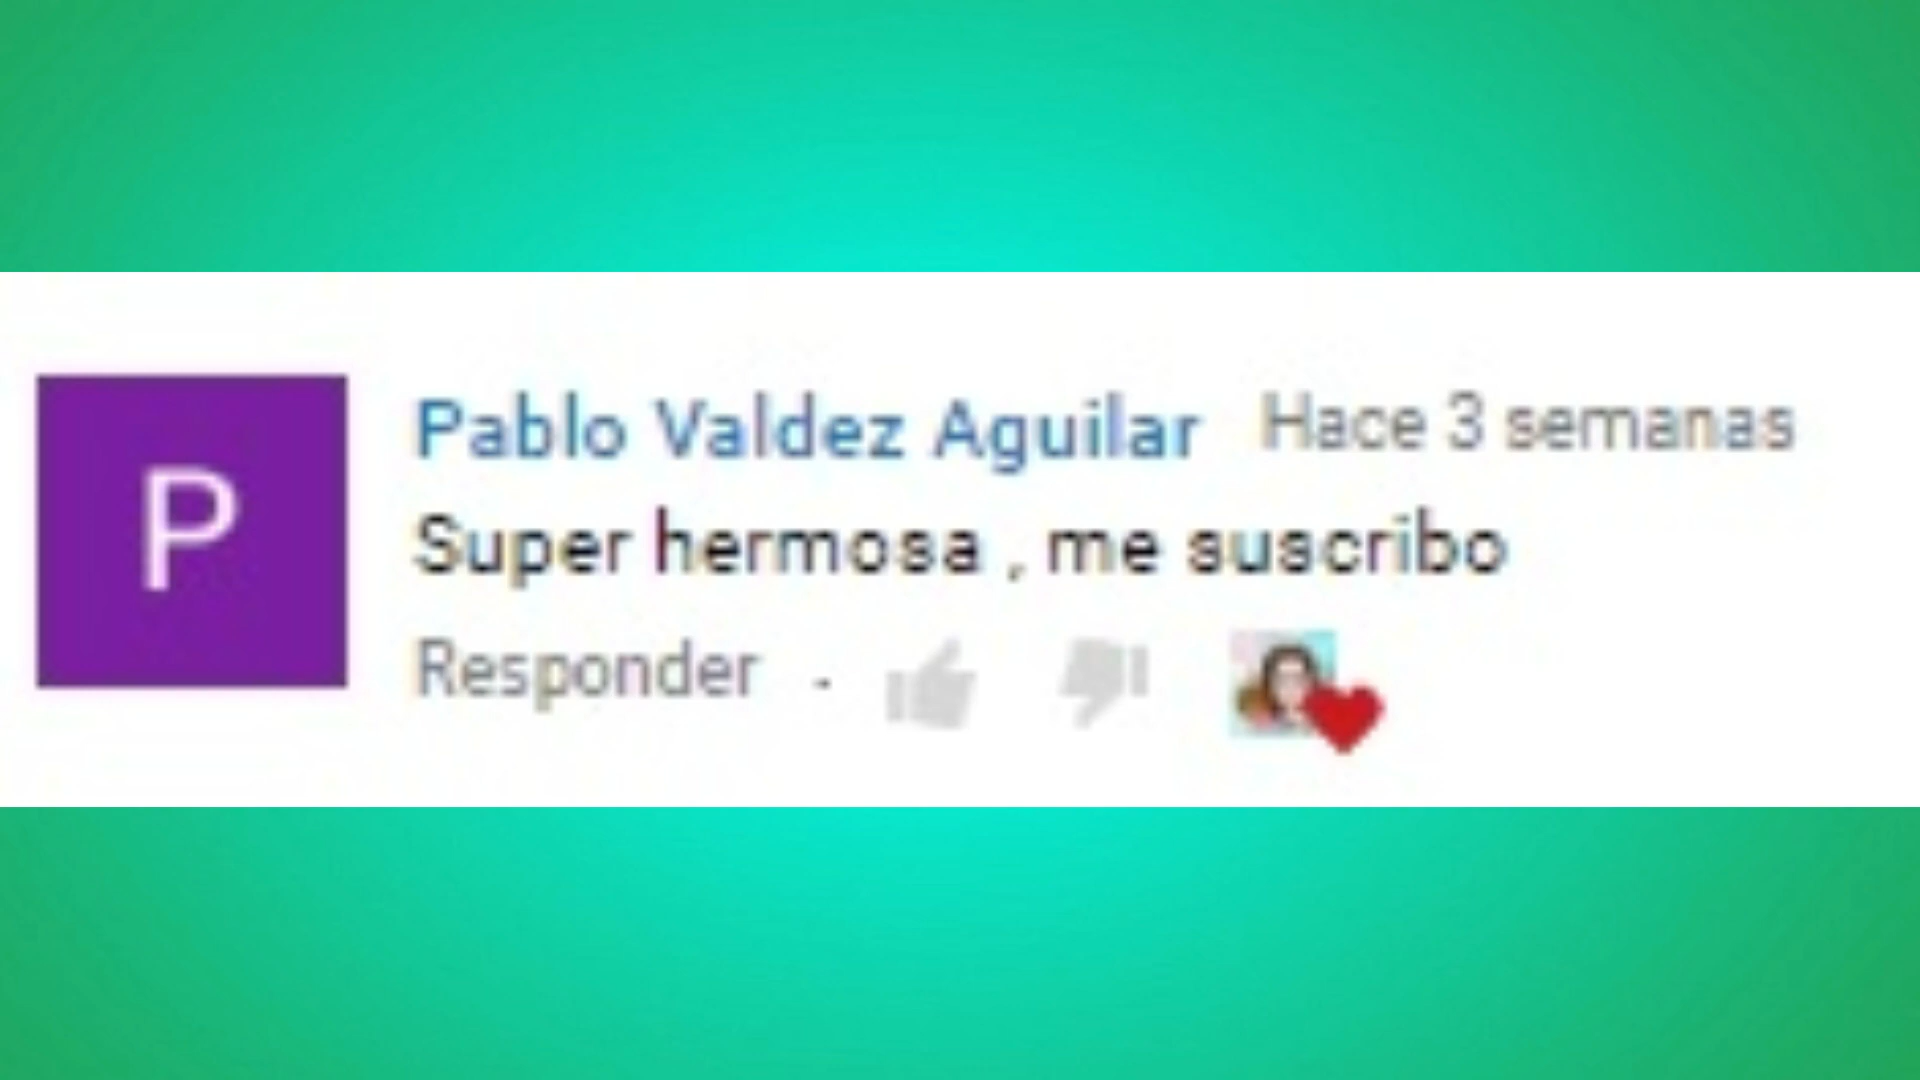 P
Pablo Valdez Aguilar Hace 3 semanas
Super hermosa , me suscribo
Responder -